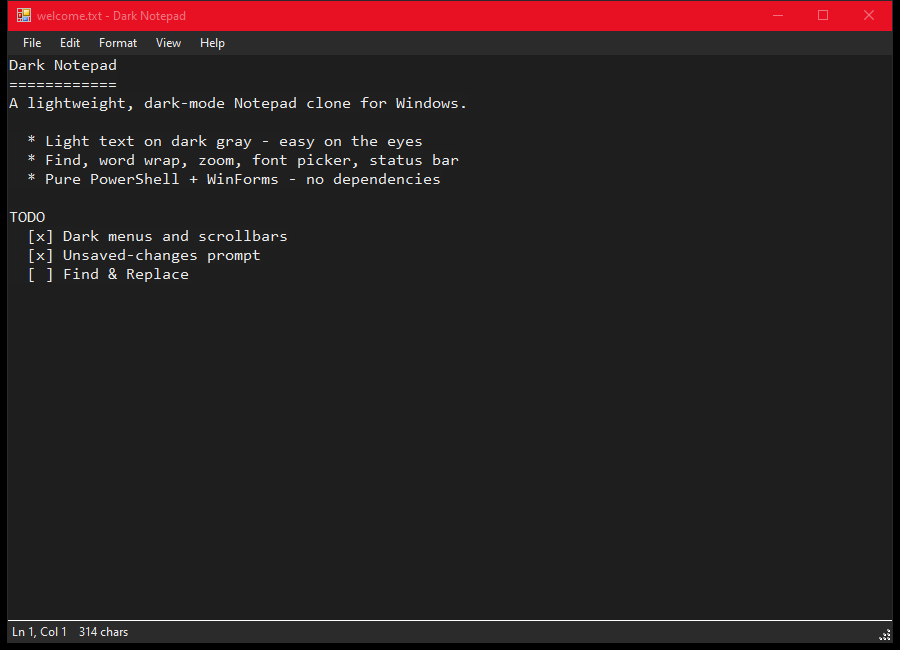 welcome.txt - Dark Notepad
File Edit Format View Help
Dark Notepad
============
A lightweight, dark-mode Notepad clone for Windows.
* Light text on dark gray - easy on the eyes
* Find, word wrap, zoom, font picker, status bar
* Pure PowerShell + WinForms - no dependencies
TODO
[x] Dark menus and scrollbars
[x] Unsaved-changes prompt
[ ] Find & Replace
Ln 1, Col 1 314 chars